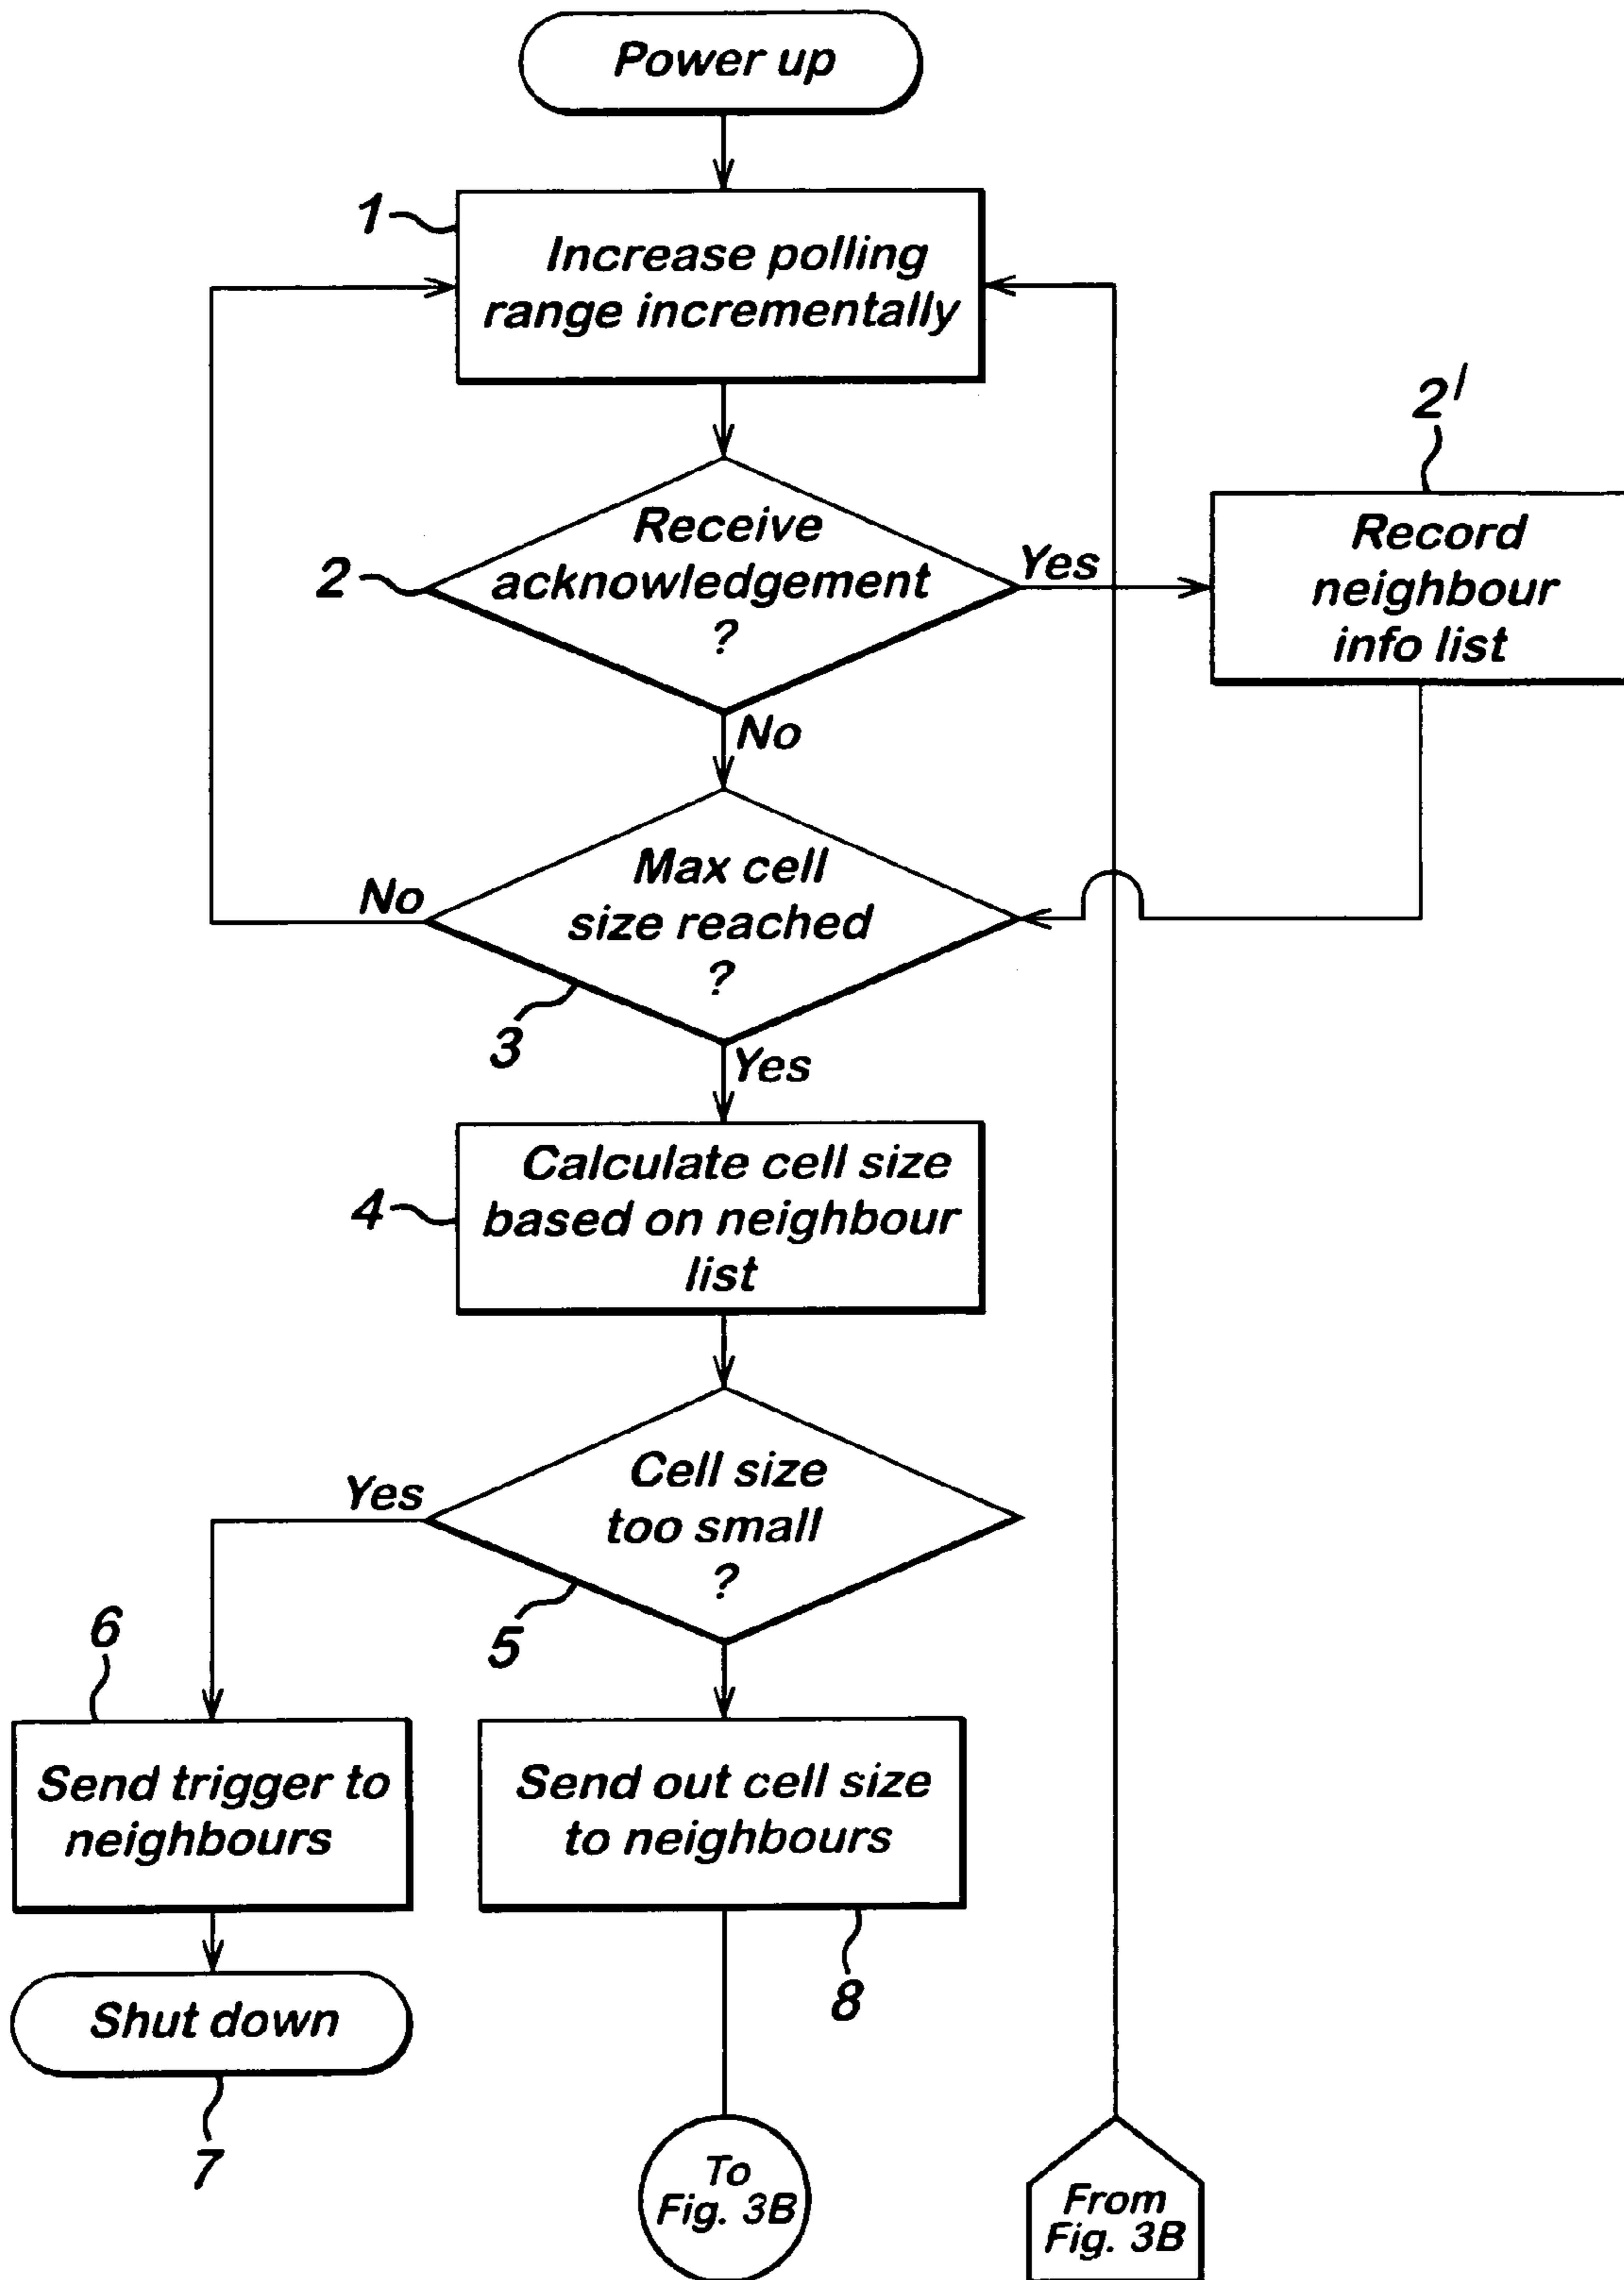 Power up
1
Increase polling
range incrementally
2'
Receive
acknowledgement
?
2
Yes
Record
neighbour
info list
No
Max cell
size reached
?
No
3
Yes
Calculate cell size
based on neighbour
list
4
Cell size
too small
?
Yes
5
6
Send trigger to
neighbours
Send out cell size
to neighbours
8
Shut down
7
To
Fig. 3B
From
Fig. 3B